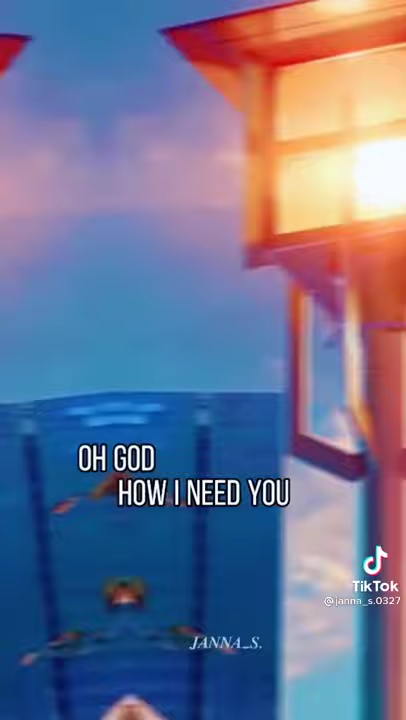 OH GOD
HOW I NEED YOU
TikTok
@janna_s.0327
JANNA_S.